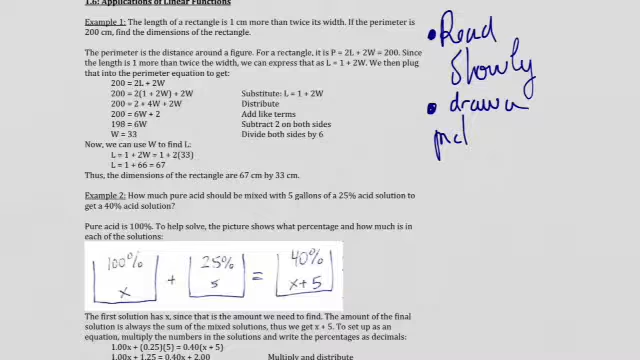 1.6: Applications of Linear Functions
Example 1: The length of a rectangle is 1 cm more than twice its width. If the perimeter is
200 cm, find the dimensions of the rectangle.
The perimeter is the distance around a figure. For a rectangle, it is P = 2L + 2W = 200. Since
the length is 1 more than twice the width, we can express that as L = 1 + 2W. We then plug
that into the perimeter equation to get:
200 = 2L + 2W
200 = 2(1 + 2W) + 2W Substitute: L = 1 + 2W
200 = 2 + 4W + 2W Distribute
200 = 6W + 2 Add like terms
198 = 6W Subtract 2 on both sides
W = 33 Divide both sides by 6
Now, we can use W to find L:
L = 1 + 2W = 1 + 2(33)
L = 1 + 66 = 67
Thus, the dimensions of the rectangle are 67 cm by 33 cm.
Example 2: How much pure acid should be mixed with 5 gallons of a 25% acid solution to
get a 40% acid solution?
Pure acid is 100%. To help solve, the picture shows what percentage and how much is in
each of the solutions:
100% 25% 40%
x + 5 = x + 5
The first solution has x, since that is the amount we need to find. The amount of the final
solution is always the sum of the mixed solutions, thus we get x + 5. To set up as an
equation, multiply the numbers in the solutions and write the percentages as decimals:
1.00x + (0.25)(5) = 0.40(x + 5)
1.00x + 1.25 = 0.40x + 2.00 Multiply and distribute
• Read
Slowly
• draw a